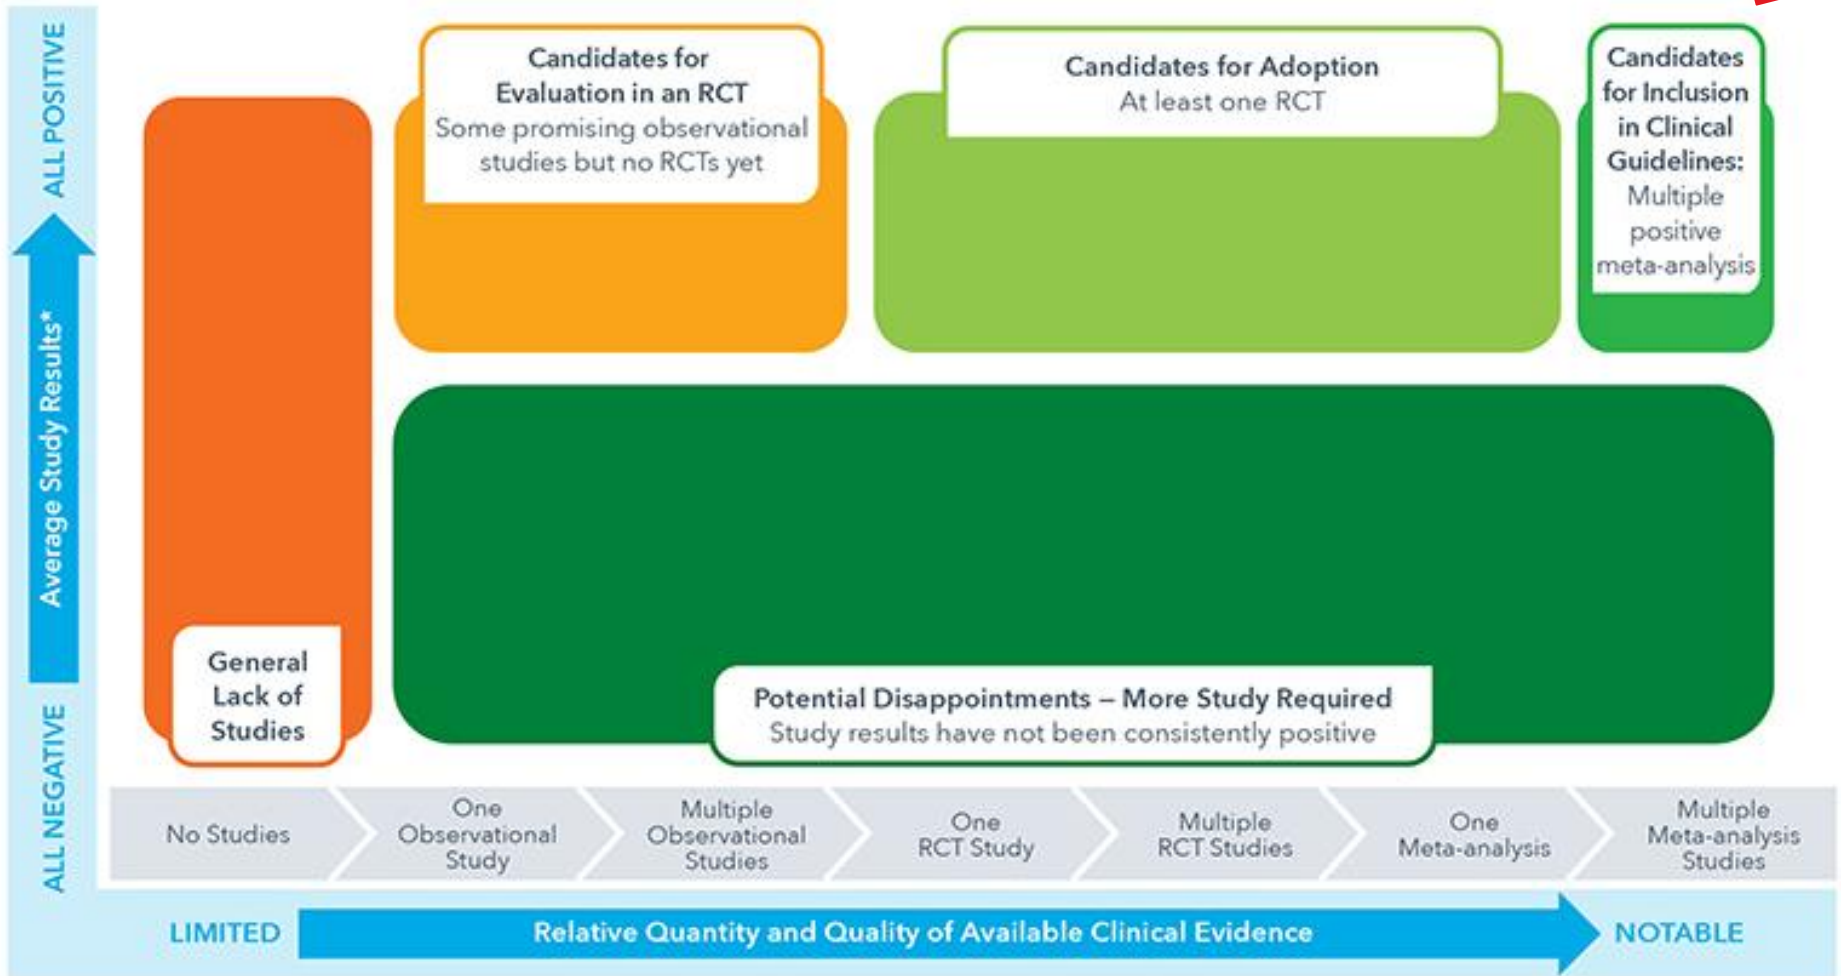 ALL POSITIVE
Average Study Results*
ALL NEGATIVE
Candidates for
Evaluation in an RCT
Some promising observational
studies but no RCTs yet
Candidates for Adoption
At least one RCT
Candidates
for Inclusion
in Clinical
Guidelines:
Multiple
positive
meta-analysis
General
Lack of
Studies
Potential Disappointments – More Study Required
Study results have not been consistently positive
No Studies
One
Observational
Study
Multiple
Observational
Studies
One
RCT Study
Multiple
RCT Studies
One
Meta-analysis
Multiple
Meta-analysis
Studies
LIMITED
Relative Quantity and Quality of Available Clinical Evidence
NOTABLE